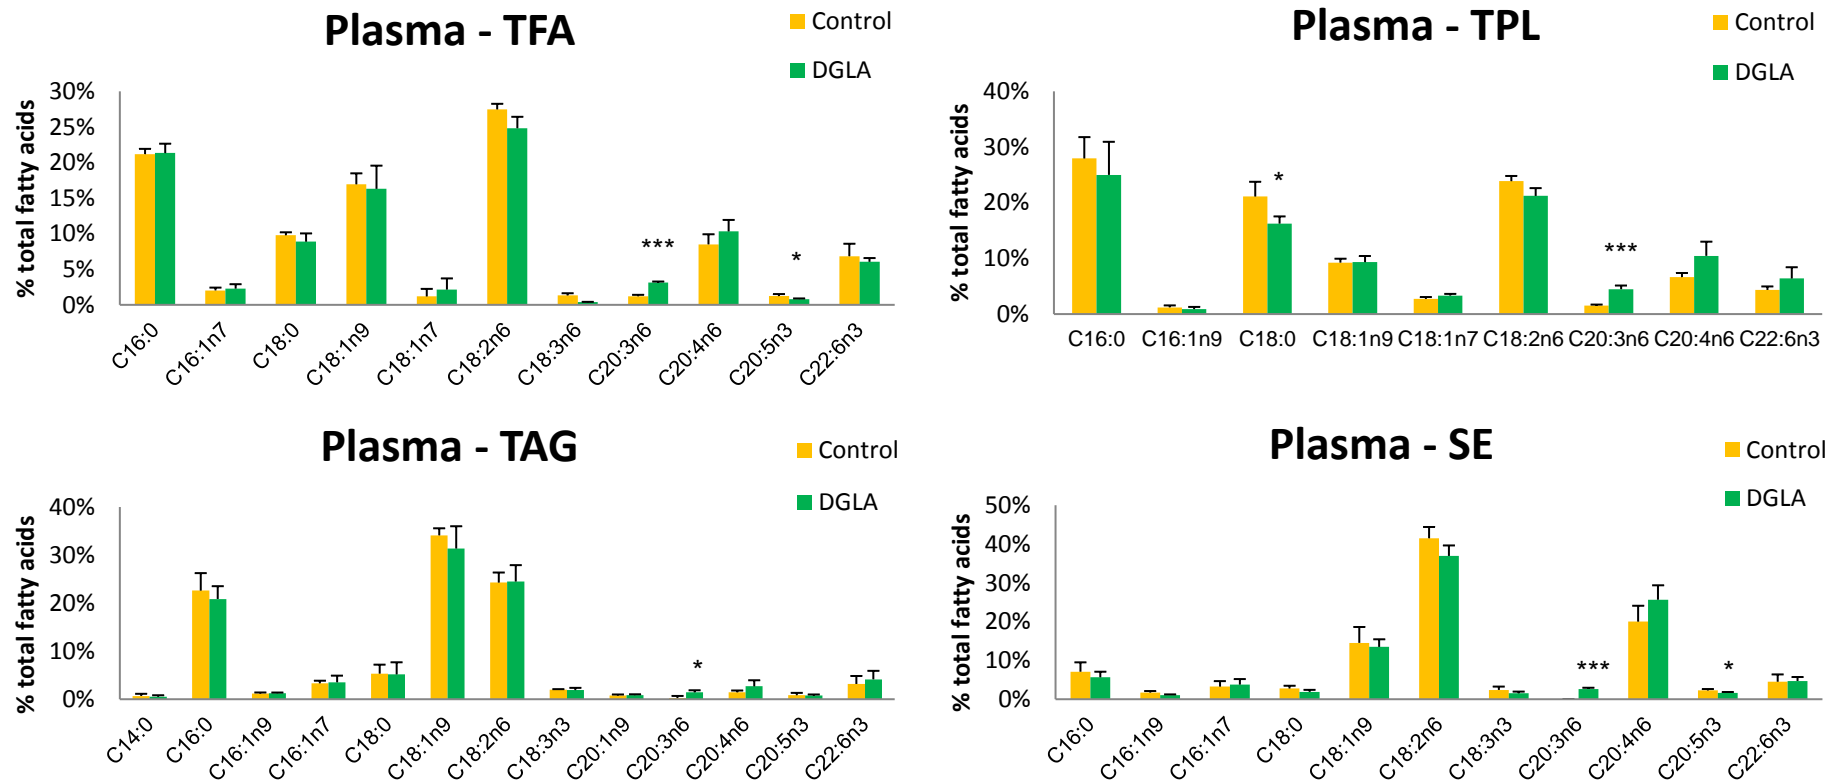 Plasma - TFA
Control
DGLA
% total fatty acids
30%
25%
20%
15%
10%
5%
0%
***
*
C16:0
C16:1n7
C18:0
C18:1n9
C18:1n7
C18:2n6
C18:3n6
C20:3n6
C20:4n6
C20:5n3
C22:6n3
Plasma - TPL
Control
DGLA
% total fatty acids
40%
30%
20%
10%
0%
*
***
C16:0 C16:1n9 C18:0 C18:1n9 C18:1n7 C18:2n6 C20:3n6 C20:4n6 C22:6n3
Plasma - TAG
Control
DGLA
% total fatty acids
40%
30%
20%
10%
0%
*
C14:0
C16:0
C16:1n9
C16:1n7
C18:0
C18:1n9
C18:2n6
C18:3n3
C20:1n9
C20:3n6
C20:4n6
C20:5n3
C22:6n3
Plasma - SE
Control
DGLA
% total fatty acids
50%
40%
30%
20%
10%
0%
***
*
C16:0
C16:1n9
C16:1n7
C18:0
C18:1n9
C18:2n6
C18:3n3
C20:3n6
C20:4n6
C20:5n3
C22:6n3